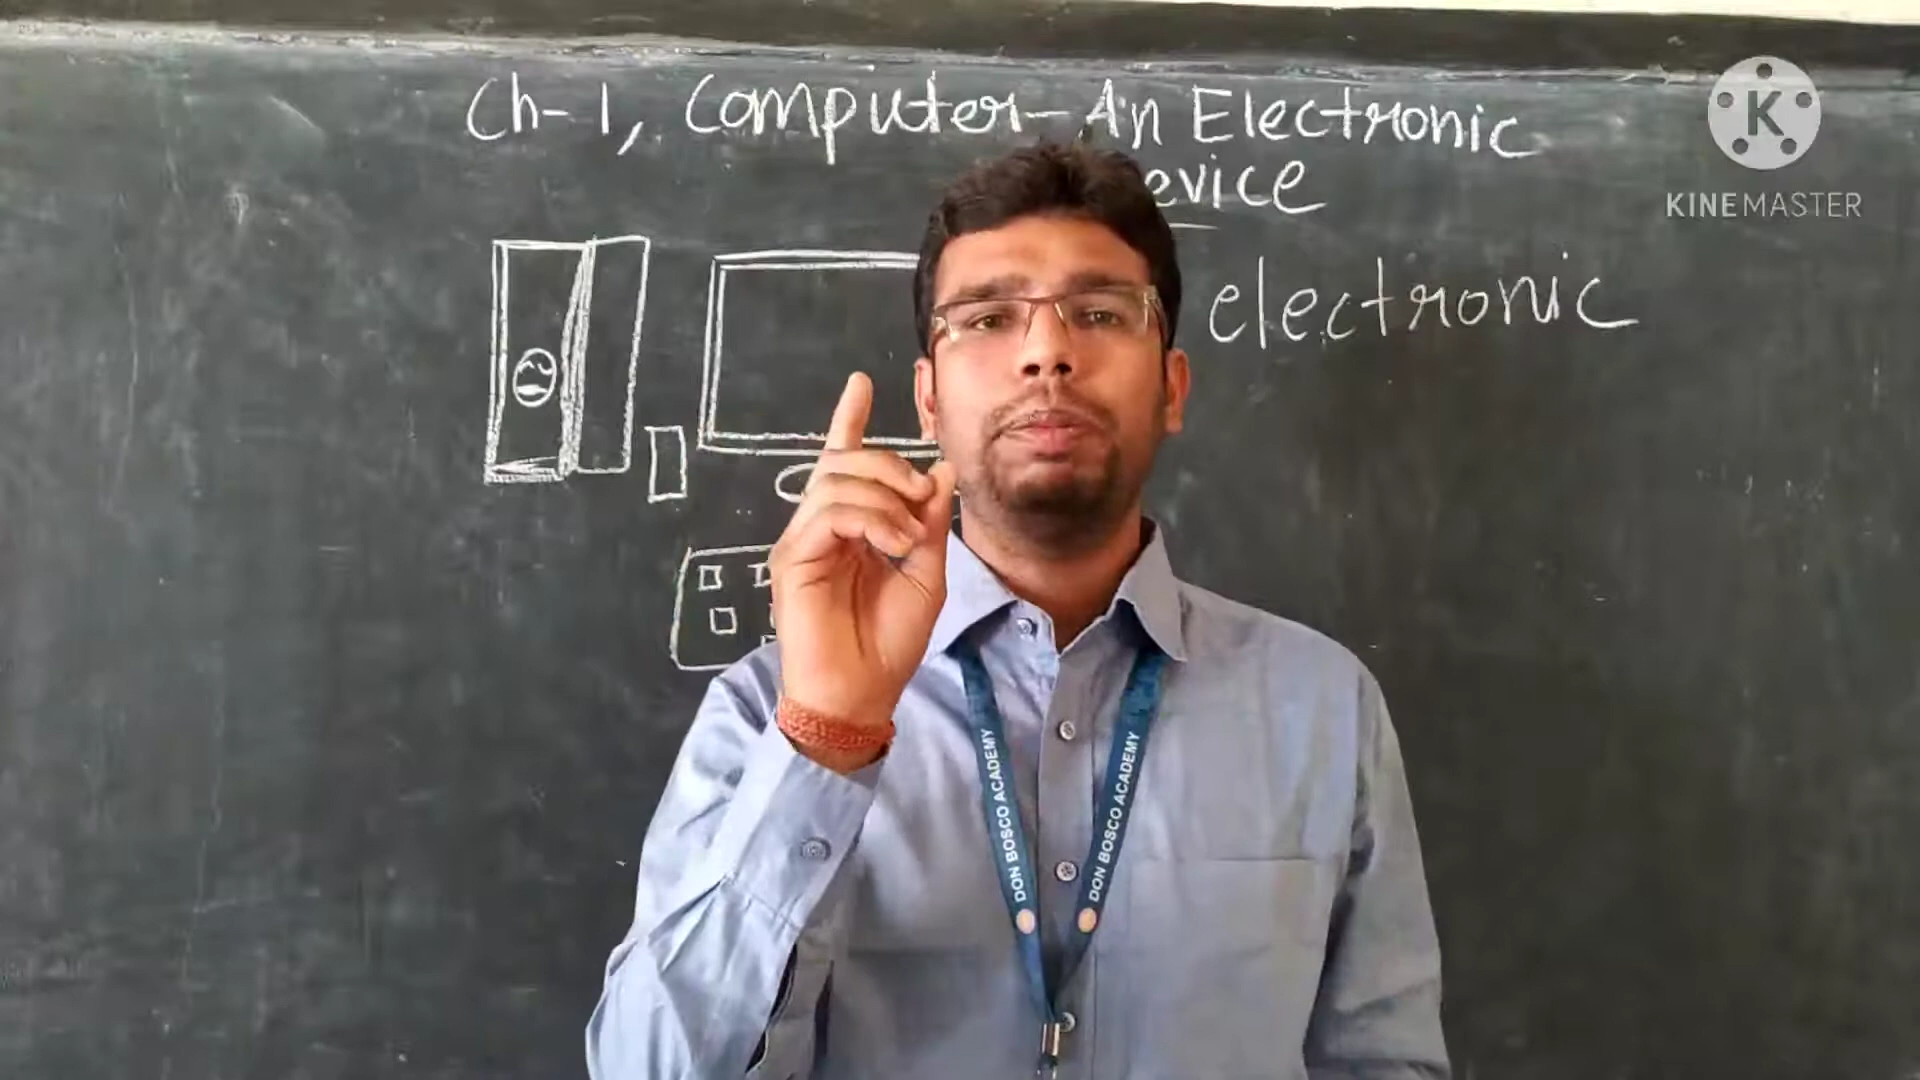 Ch-1, Computer-An Electronic
evice
electronic
K
KINEMASTER
DON BOSCO ACADEMY
DON BOSCO ACADEMY